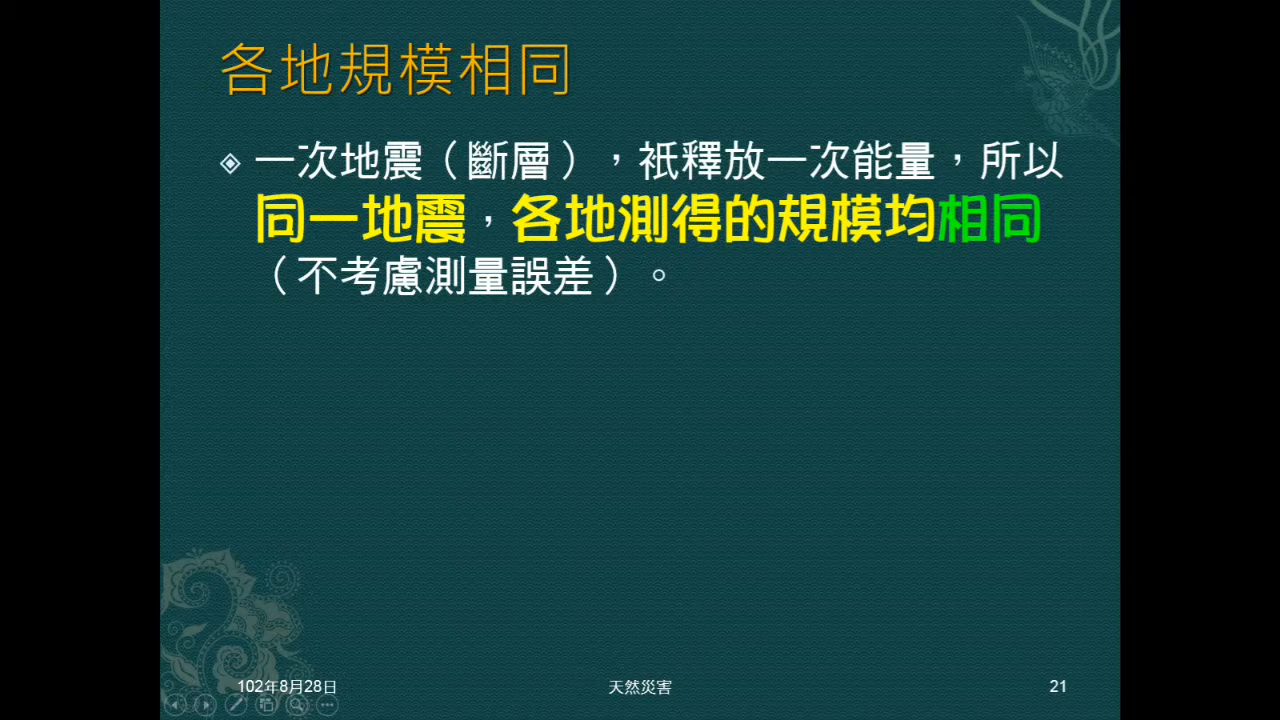 各地規模相同
一次地震（斷層），祇釋放一次能量，所以
同一地震，各地測得的規模均相同
（不考慮測量誤差）。
102年8月28日
天然災害
21